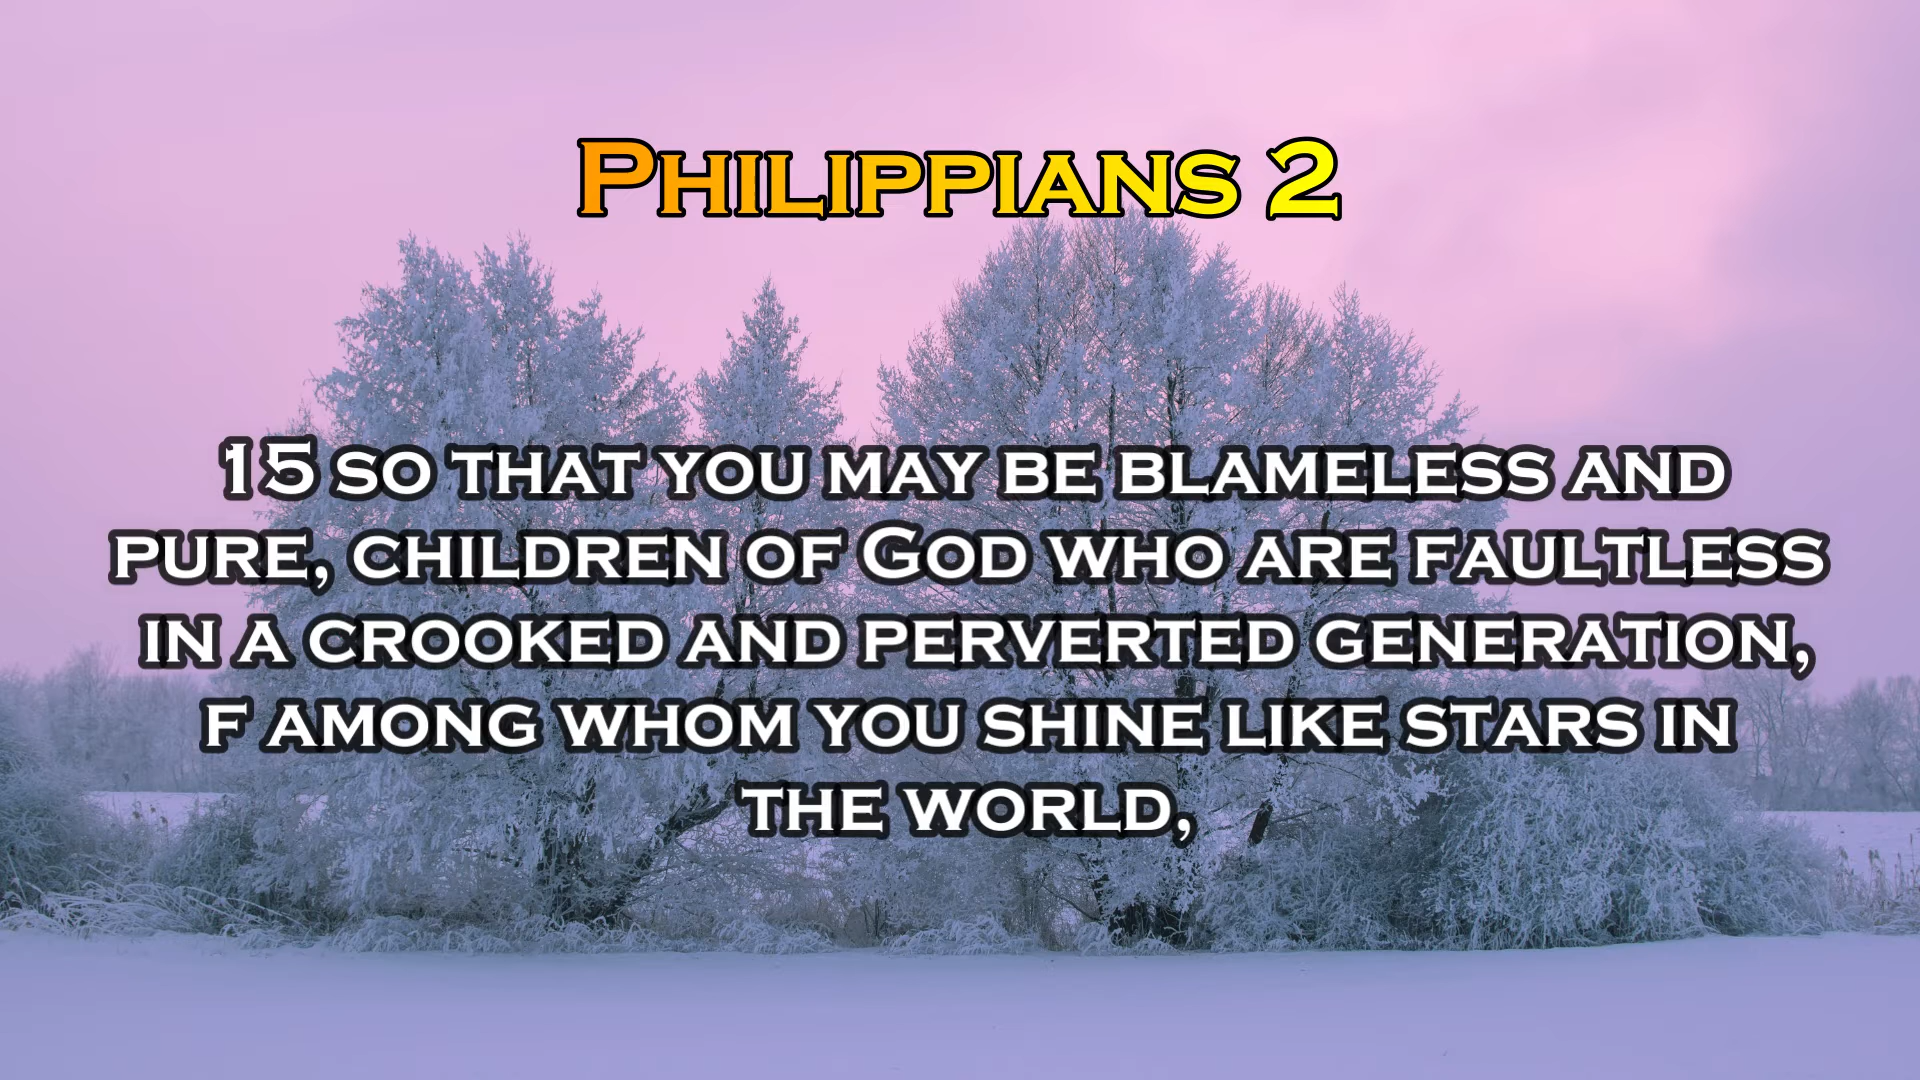 Philippians 2
15 so that you may be blameless and
pure, children of God who are faultless
in a crooked and perverted generation,
f among whom you shine like stars in
the world,